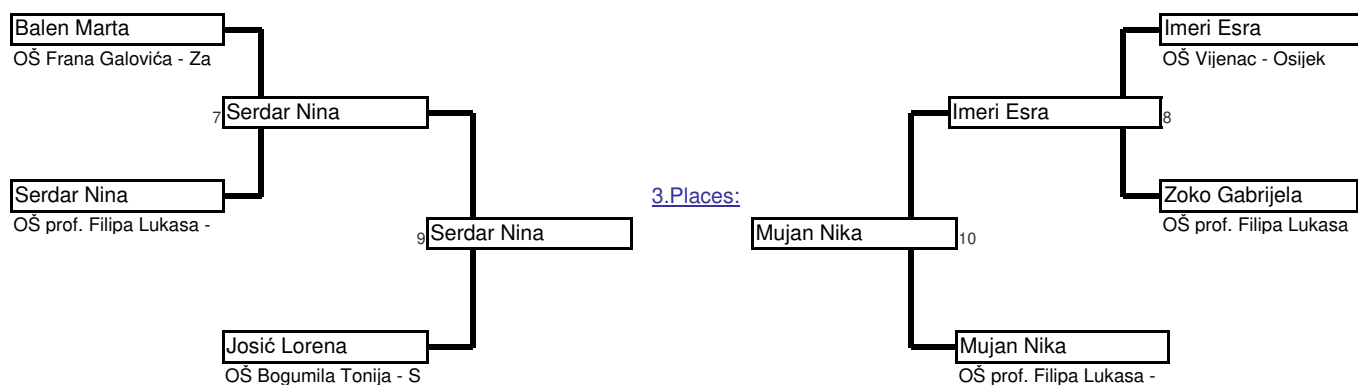 Balen Marta
OŠ Frana Galovića - Za
Imeri Esra
OŠ Vijenac - Osijek
7 Serdar Nina
Imeri Esra 8
Serdar Nina
OŠ prof. Filipa Lukasa -
3.Places:
Zoko Gabrijela
OŠ prof. Filipa Lukasa
9 Serdar Nina
Mujan Nika 10
Josić Lorena
OŠ Bogumila Tonija - S
Mujan Nika
OŠ prof. Filipa Lukasa -